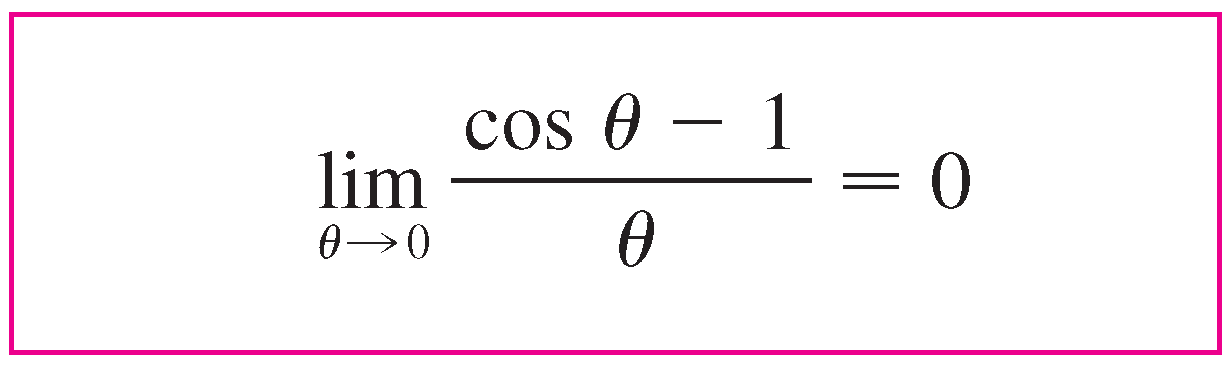 lim θ→0 (cos θ − 1)/θ = 0